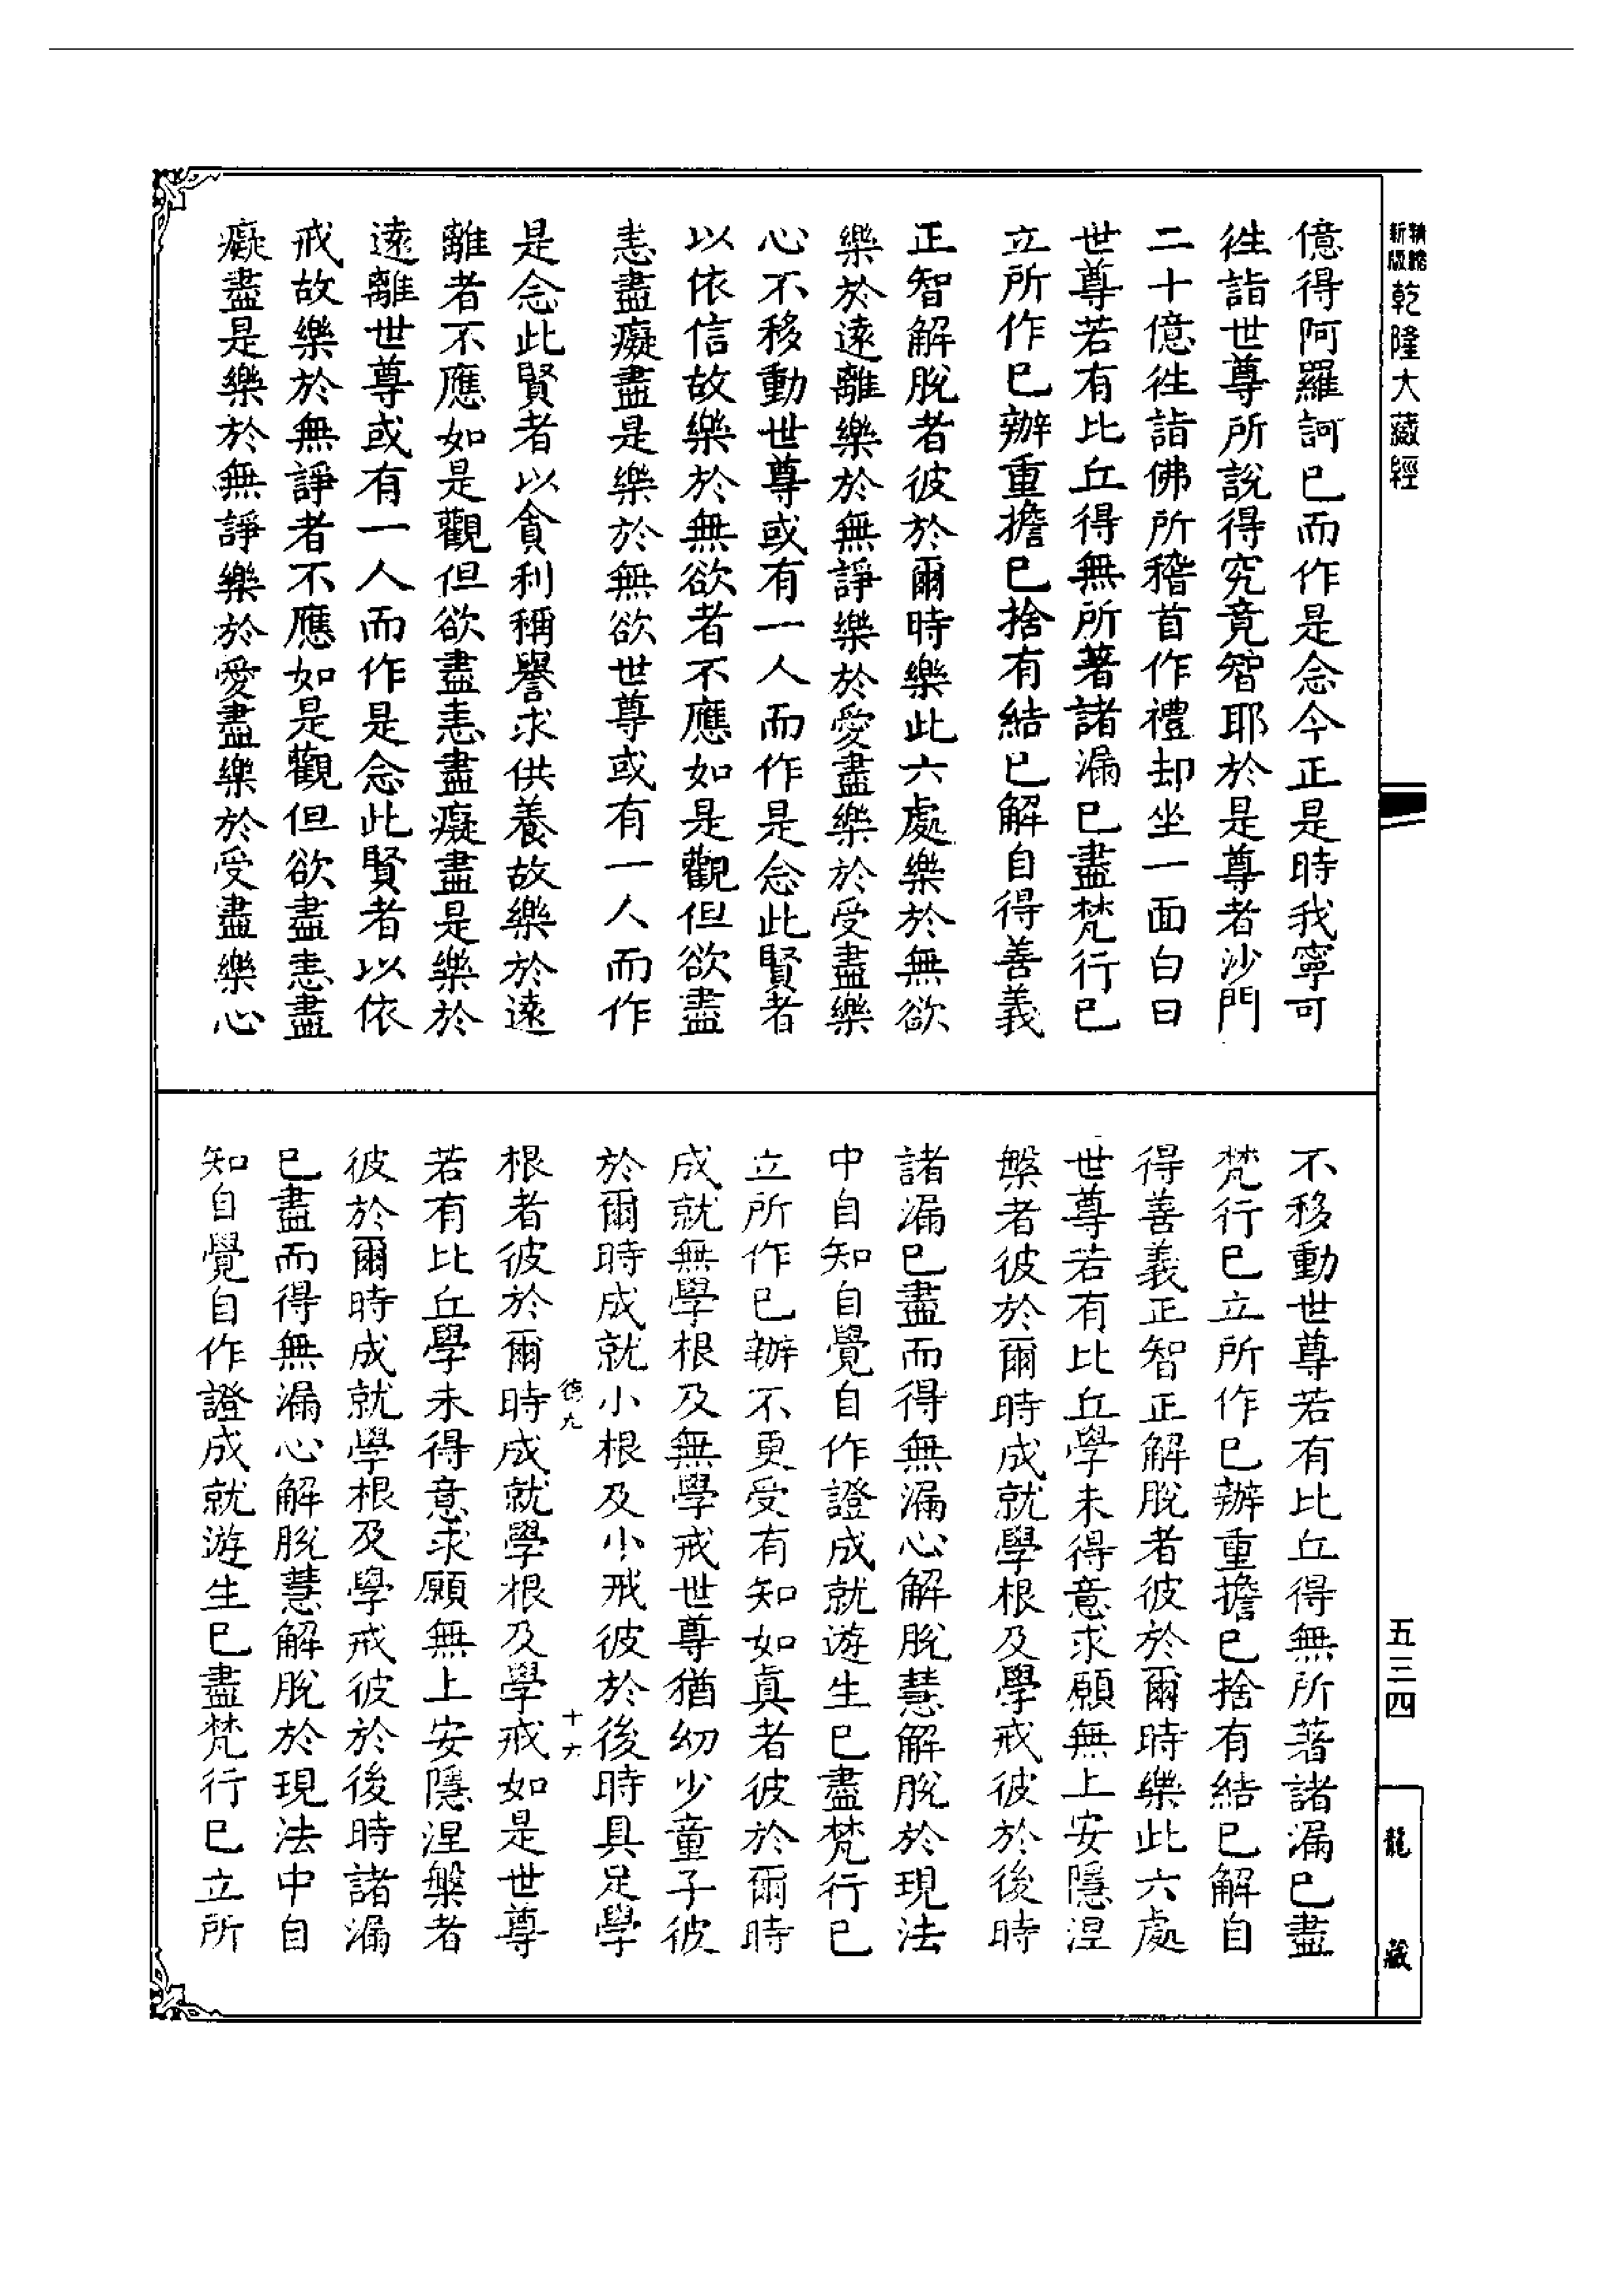 精繕
新版
乾隆大藏經
億得阿羅訶巳而作是念今正是時我寧可
徃詣世尊所說得究竟智耶於是尊者沙門
二十億徃詣佛所稽首作禮却坐一面白曰
世尊若有比丘得無所著諸漏巳盡梵行巳
立所作巳辦重擔巳捨有結巳解自得善義
正智解脫者彼於爾時樂此六處樂於無欲
樂於遠離樂於無諍樂於愛盡樂於受盡樂
心不移動世尊或有一人而作是念此賢者
以依信故樂於無欲者不應如是觀但欲盡
恚盡癡盡是樂於無欲世尊或有一人而作
是念此賢者以貪利稱譽求供養故樂於遠
離者不應如是觀但欲盡恚盡癡盡是樂於
遠離世尊或有一人而作是念此賢者以依
戒故樂於無諍者不應如是觀但欲盡恚盡
癡盡是樂於無諍樂於愛盡樂於受盡樂心
不移動世尊若有比丘得無所著諸漏巳盡
梵行巳立所作巳辦重擔巳捨有結巳解自
得善義正智正解脫者彼於爾時樂此六處
世尊若有比丘學未得意求願無上安隱涅
槃者彼於爾時成就學根及學戒彼於後時
諸漏巳盡而得無漏心解脫慧解脫於現法
中自知自覺自作證成就遊生巳盡梵行巳
立所作巳辦不更受有知如眞者彼於爾時
成就無學根及無學戒世尊猶幼少童子彼
於爾時成就小根及小戒彼於後時具足學
德九
十六
根者彼於爾時成就學根及學戒如是世尊
若有比丘學未得意求願無上安隱涅槃者
彼於爾時成就學根及學戒彼於後時諸漏
巳盡而得無漏心解脫慧解脫於現法中自
知自覺自作證成就游生巳盡梵行巳立所
五三四
龍藏